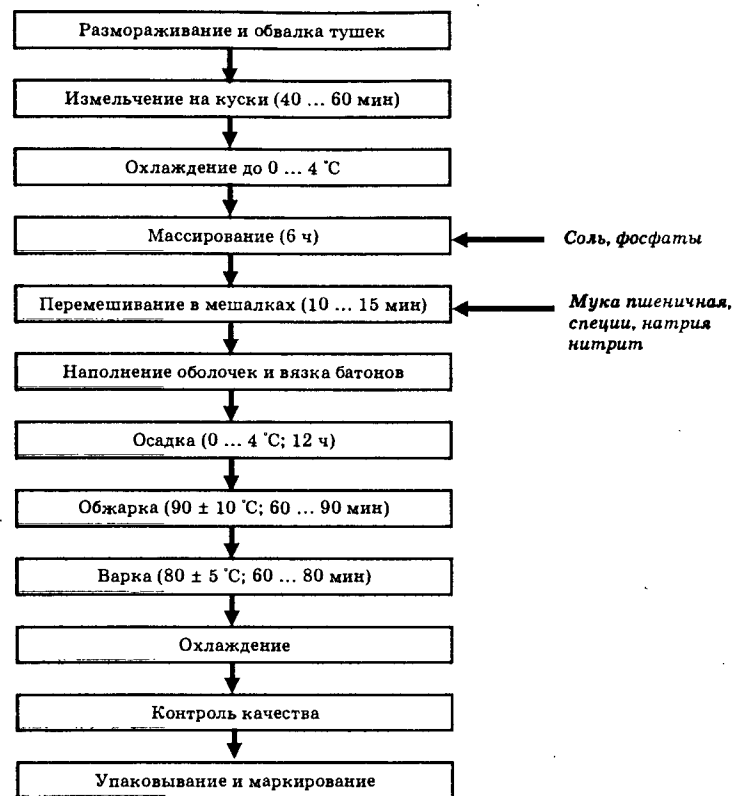 Размораживание и обвалка тушек
Измельчение на куски (40 ... 60 мин)
Охлаждение до 0 ... 4 °С
Массирование (6 ч)
Соль, фосфаты
Перемешивание в мешалках (10 ... 15 мин)
Мука пшеничная,
специи, натрия
нитрит
Наполнение оболочек и вязка батонов
Осадка (0 ... 4 °С; 12 ч)
Обжарка (90 ± 10 °С; 60 ... 90 мин)
Варка (80 ± 5 °С; 60 ... 80 мин)
Охлаждение
Контроль качества
Упаковывание и маркирование